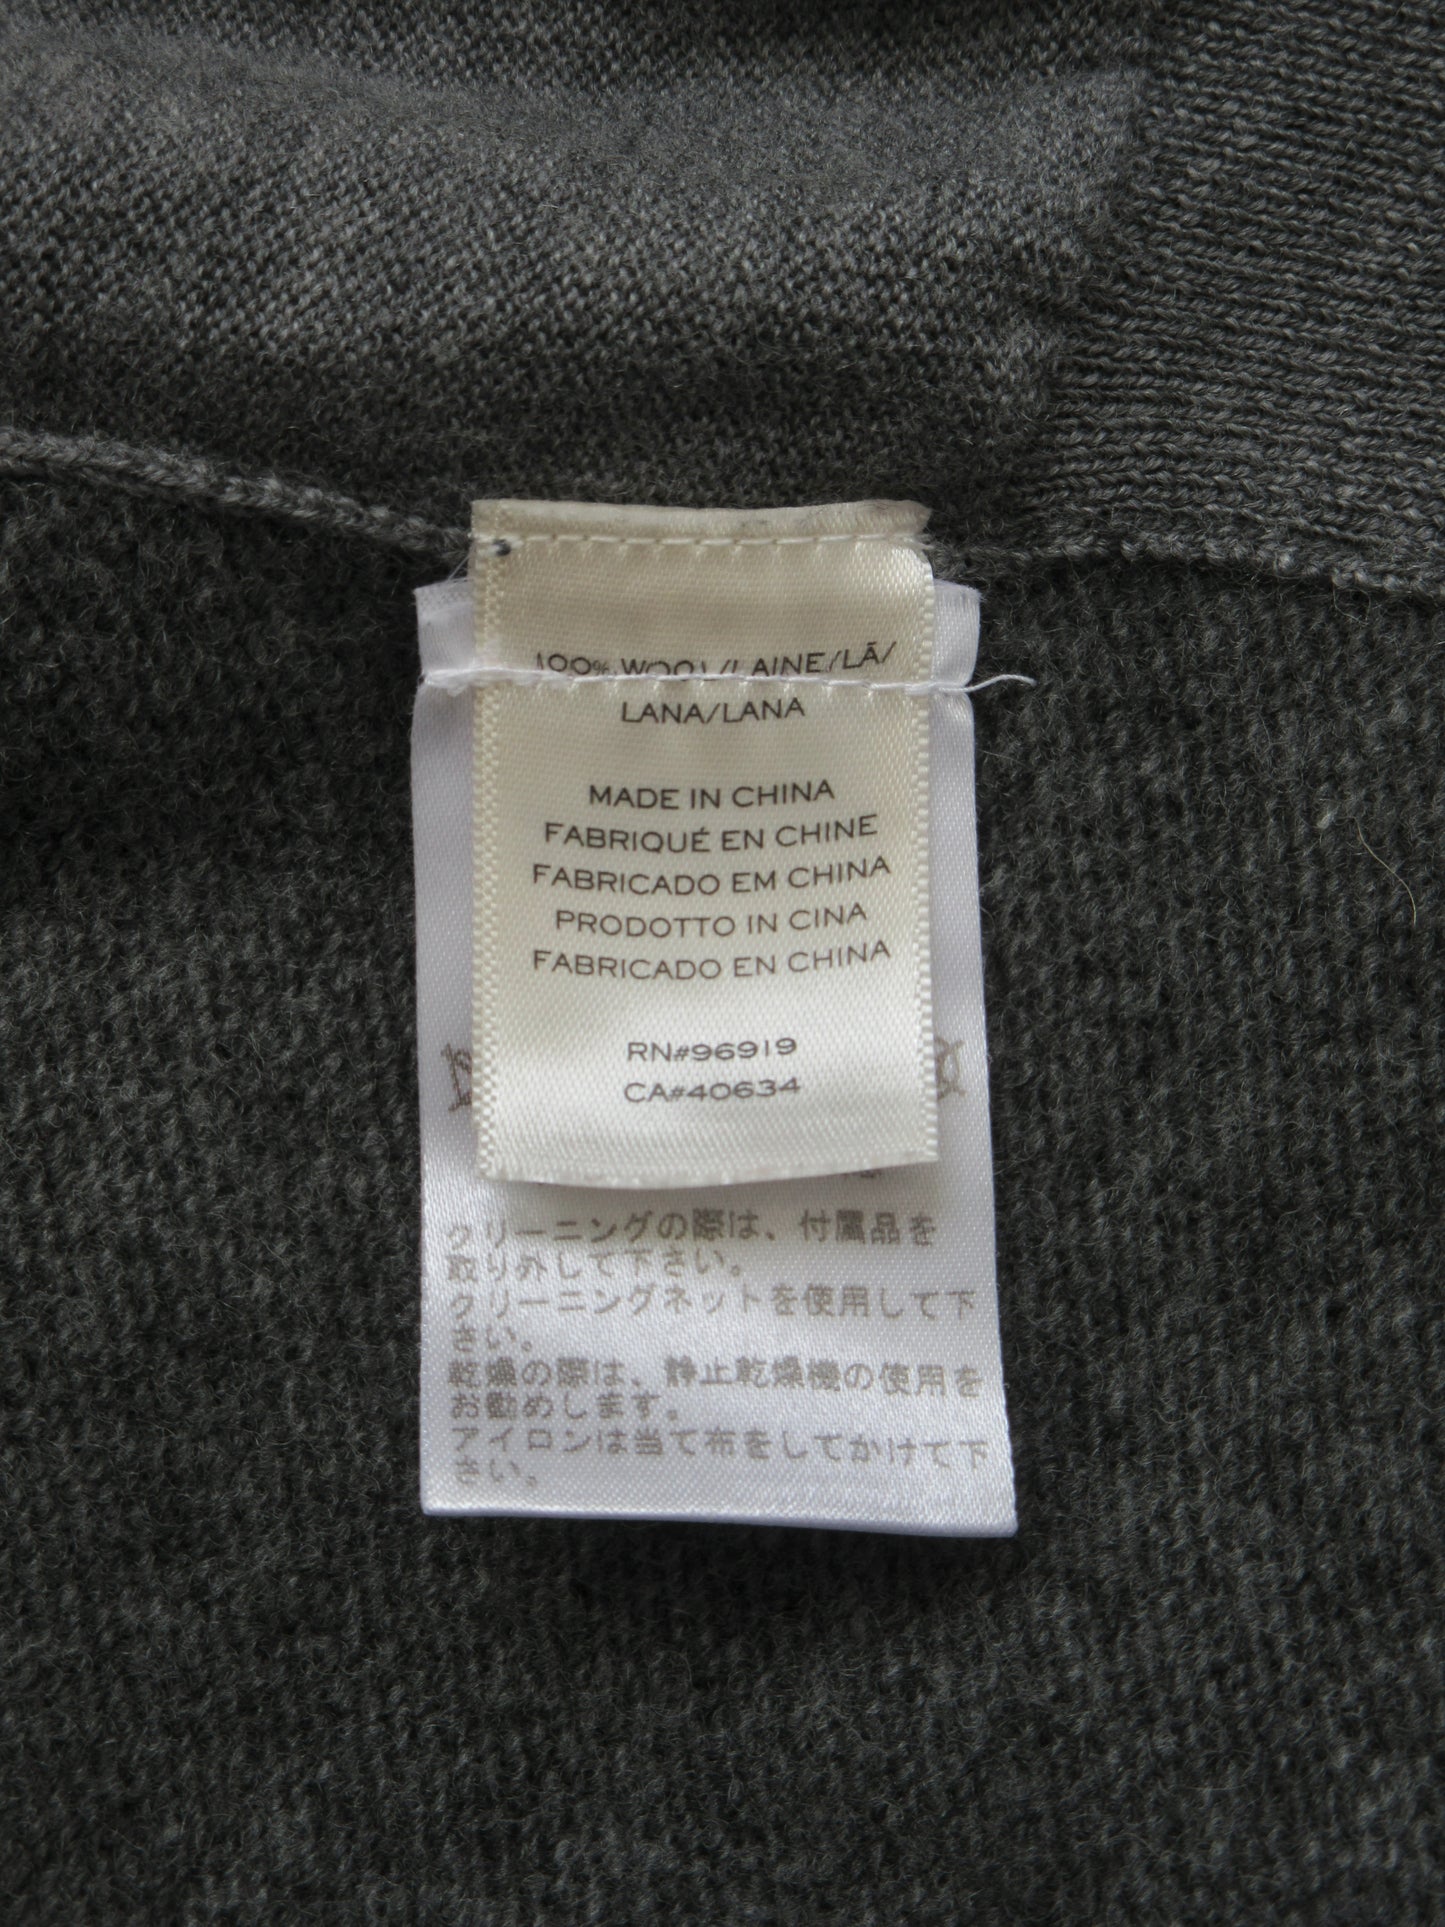 100% WOOL/LAINE/LÃ/
LANA/LANA
MADE IN CHINA
FABRIQUÉ EN CHINE
FABRICADO EM CHINA
PRODOTTO IN CINA
FABRICADO EN CHINA
RN#96919
CA#40634
クリーニングの際は、付属品を
取り外して下さい。
クリーニングネットを使用して下
さい。
乾燥の際は、静止乾燥機の使用を
お勧めします。
アイロンは当て布をしてかけて下
さい。